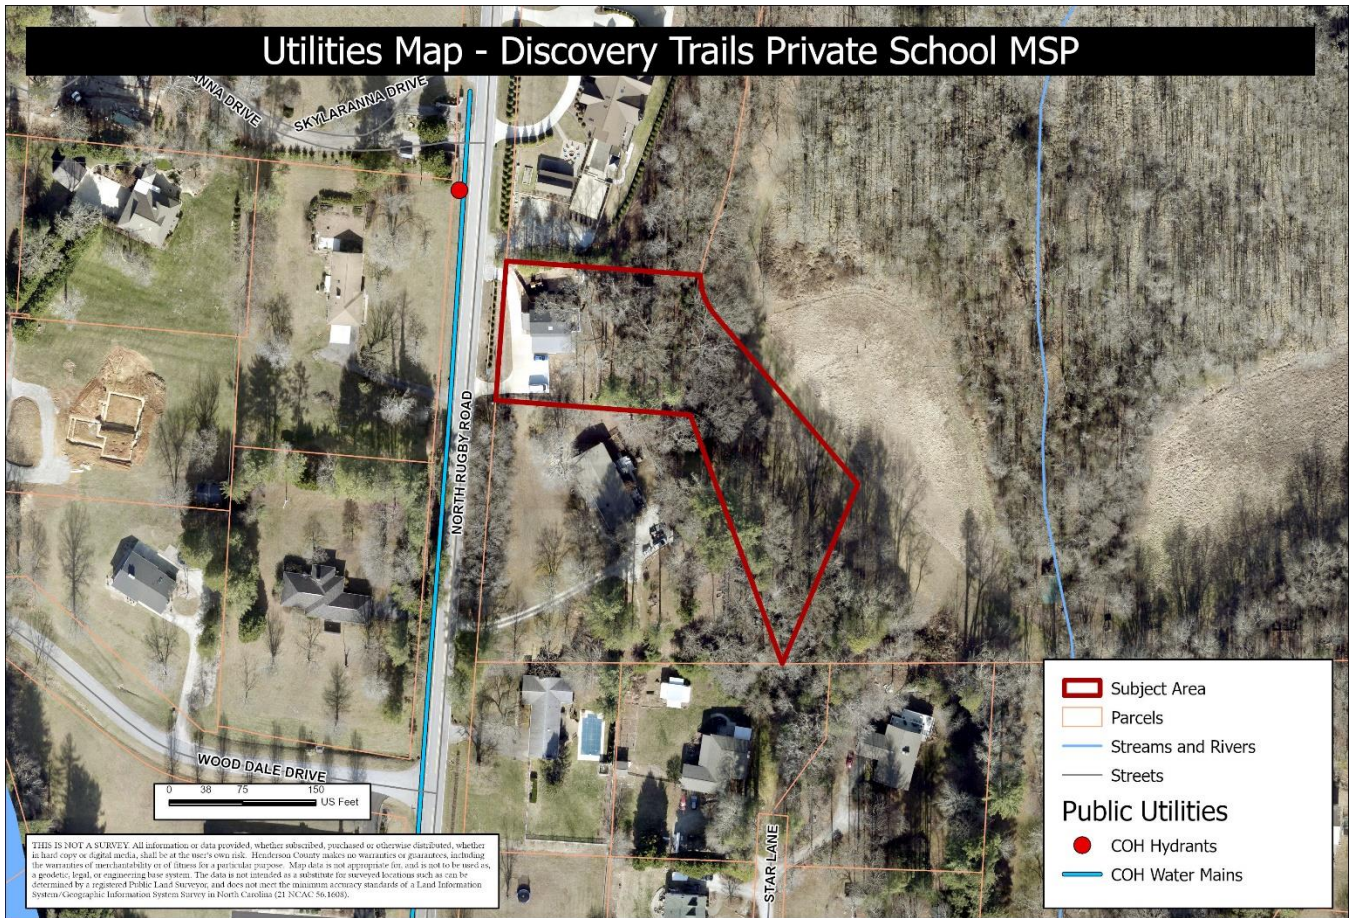 Utilities Map - Discovery Trails Private School MSP
ANNA DRIVE
SKYLARANNA DRIVE
NORTH RUGBY ROAD
WOOD DALE DRIVE
STAR LANE
0 38 75 150
US Feet
THIS IS NOT A SURVEY. All information or data provided, whether subscribed, purchased or otherwise distributed, whether
in hard copy or digital media, shall be at the user's own risk. Henderson County makes no warranties or guarantees, including
the warranties of merchantability or of fitness for a particular purpose. Map data is not appropriate for, and is not to be used as,
a geodetic, legal, or engineering base system. The data is not intended as a substitute for surveyed locations such as can be
determined by a registered Public Land Surveyor, and does not meet the minimum accuracy standards of a Land Information
System/Geographic Information System Survey in North Carolina (21 NCAC 56.1608).
Subject Area
Parcels
Streams and Rivers
Streets
Public Utilities
COH Hydrants
COH Water Mains